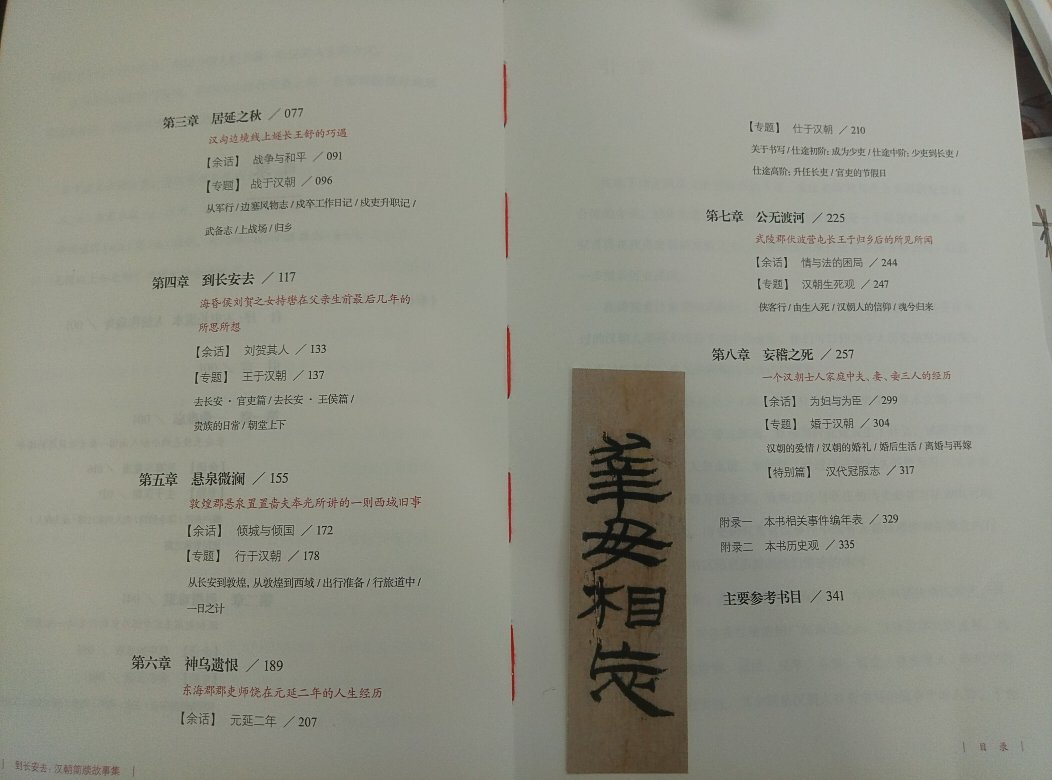 第三章 居延之秋 ／077
汉匈边境线上燧长王舒的巧遇
【余话】 战争与和平 ／091
【专题】 战于汉朝 ／096
从军行 / 边塞风物志 / 戍卒工作日记 / 戍吏升职记 /
武备志 / 上战场 / 归乡
第四章 到长安去 ／117
海昏侯刘贺之女持辔在父亲生前最后几年的
所思所想
【余话】 刘贺其人 ／133
【专题】 王于汉朝 ／137
去长安 · 官吏篇 / 去长安 · 王侯篇 /
贵族的日常 / 朝堂上下
第五章 悬泉微澜 ／155
敦煌郡悬泉置置啬夫奉光所讲的一则西域旧事
【余话】 倾城与倾国 ／172
【专题】 行于汉朝 ／178
从长安到敦煌, 从敦煌到西域 / 出行准备 / 行旅道中 /
一日之计
第六章 神乌遗恨 ／189
东海郡郡吏师饶在元延二年的人生经历
【余话】 元延二年 ／207
到长安去：汉朝简牍故事集
【专题】 仕于汉朝 ／210
关于书写 / 仕途初阶：成为少吏 / 仕途中阶：少吏到长吏 /
仕途高阶：升任长吏 / 官吏的节假日
第七章 公无渡河 ／225
武陵郡伏波营屯长王于归乡后的所见所闻
【余话】 情与法的困局 ／244
【专题】 汉朝生死观 ／247
侠客行 / 由生入死 / 汉朝人的信仰 / 魂兮归来
第八章 妄稽之死 ／257
一个汉朝士人家庭中夫、妻、妾三人的经历
【余话】 为妇与为臣 ／299
【专题】 婚于汉朝 ／304
汉朝的爱情 / 汉朝的婚礼 / 婚后生活 / 离婚与再嫁
【特别篇】 汉代冠服志 ／317
附录一 本书相关事件编年表 ／329
附录二 本书历史观 ／335
主要参考书目 ／341
目 录
幸毋相忘